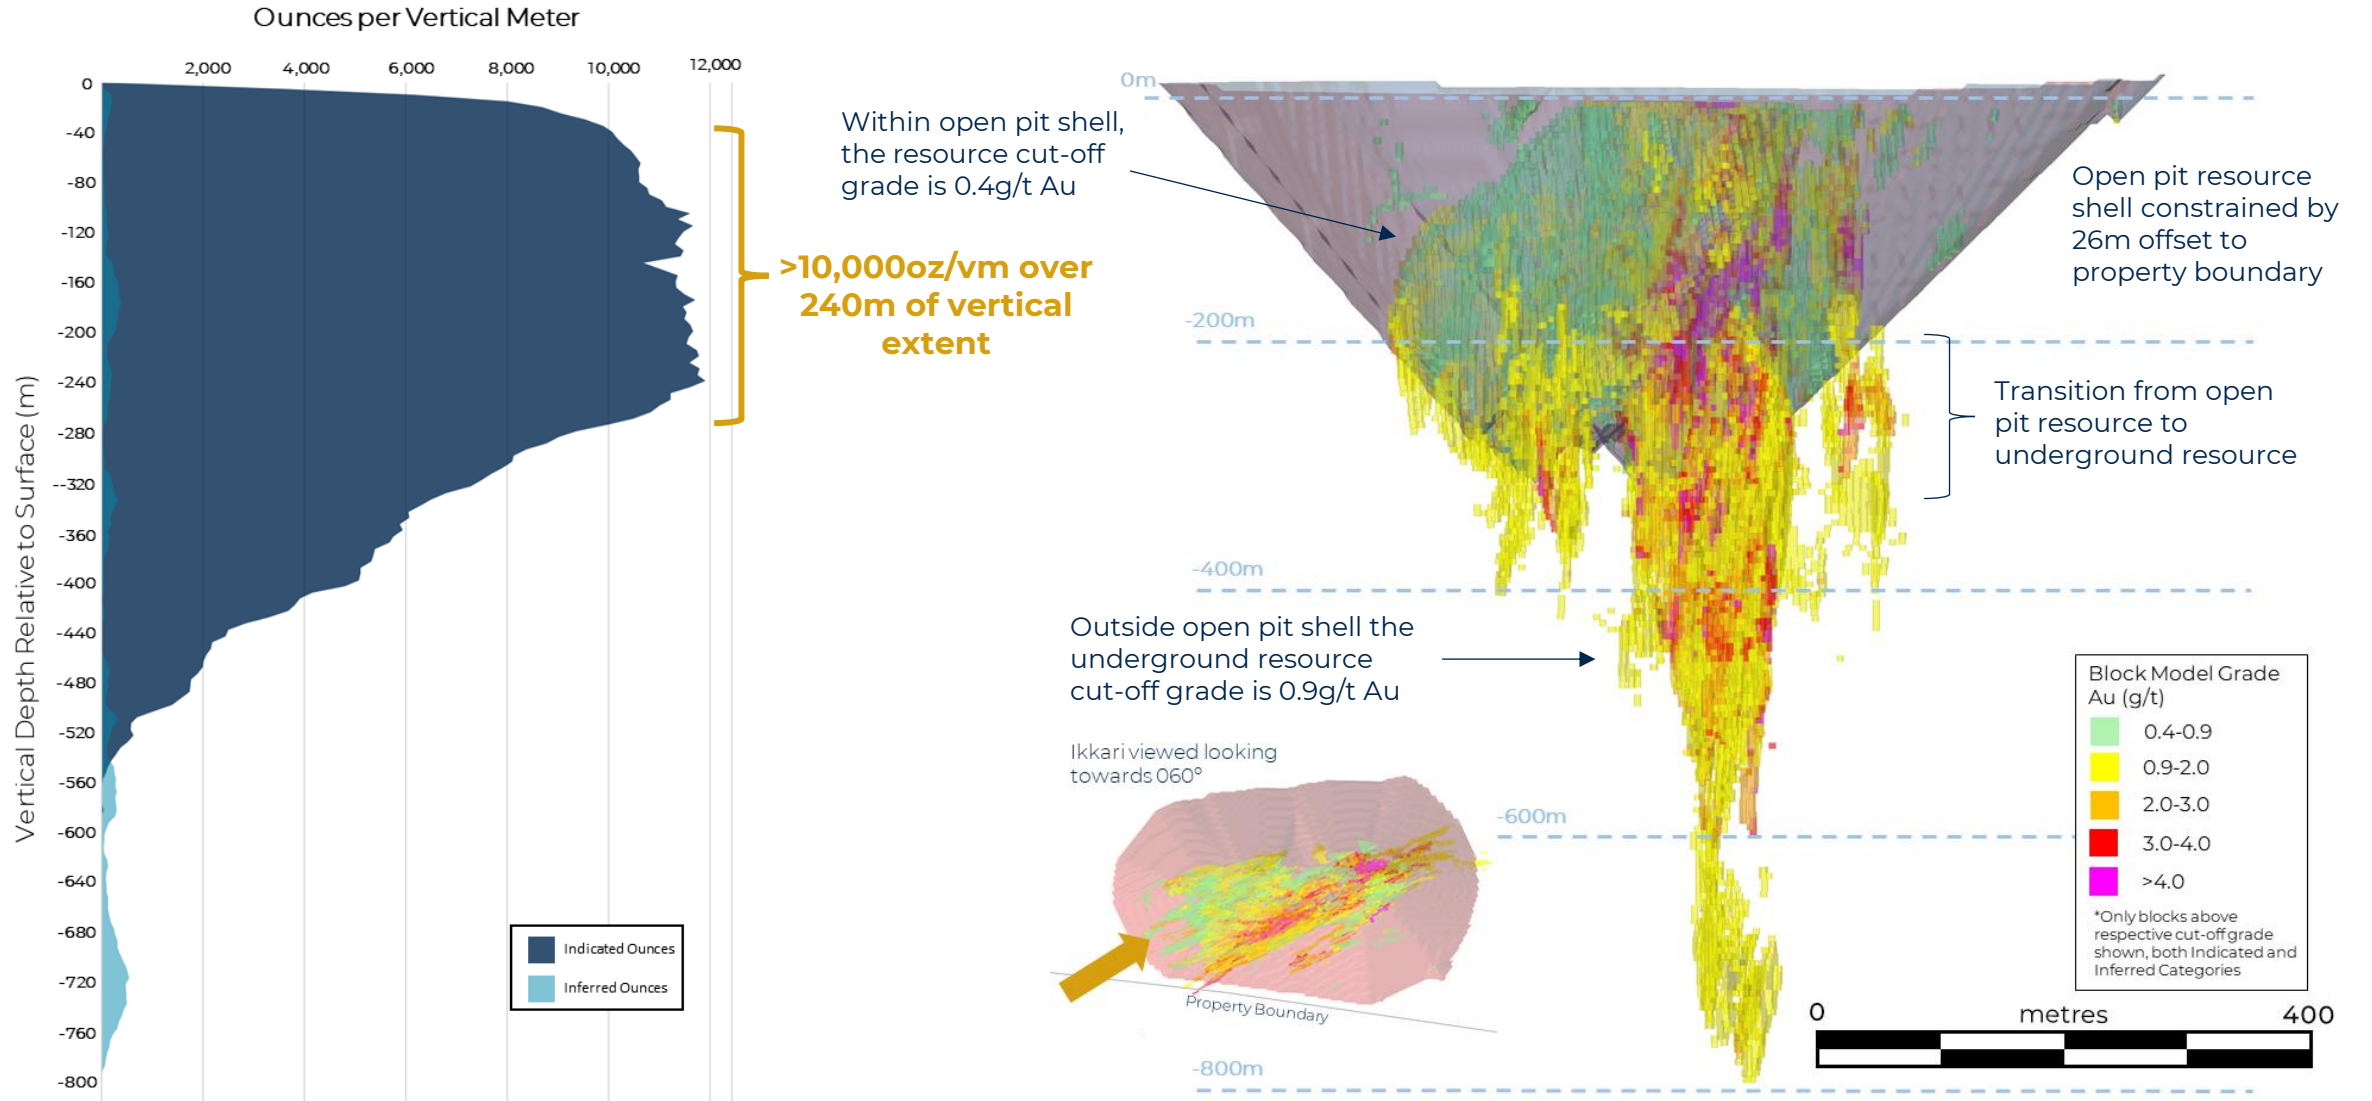 Ounces per Vertical Meter
2,000
4,000
6,000
8,000
10,000
12,000
Vertical Depth Relative to Surface (m)
0
-40
-80
-120
-160
-200
-240
-280
--320
-360
-400
-440
-480
-520
-560
-600
-640
-680
-720
-760
-800
Indicated Ounces
Inferred Ounces
>10,000oz/vm over
240m of vertical
extent
Within open pit shell,
the resource cut-off
grade is 0.4g/t Au
0m
-200m
-400m
-600m
-800m
Open pit resource
shell constrained by
26m offset to
property boundary
Transition from open
pit resource to
underground resource
Outside open pit shell the
underground resource
cut-off grade is 0.9g/t Au
Ikkari viewed looking
towards 060°
Property Boundary
Block Model Grade
Au (g/t)
0.4-0.9
0.9-2.0
2.0-3.0
3.0-4.0
>4.0
*Only blocks above
respective cut-off grade
shown, both Indicated and
Inferred Categories
0 metres 400